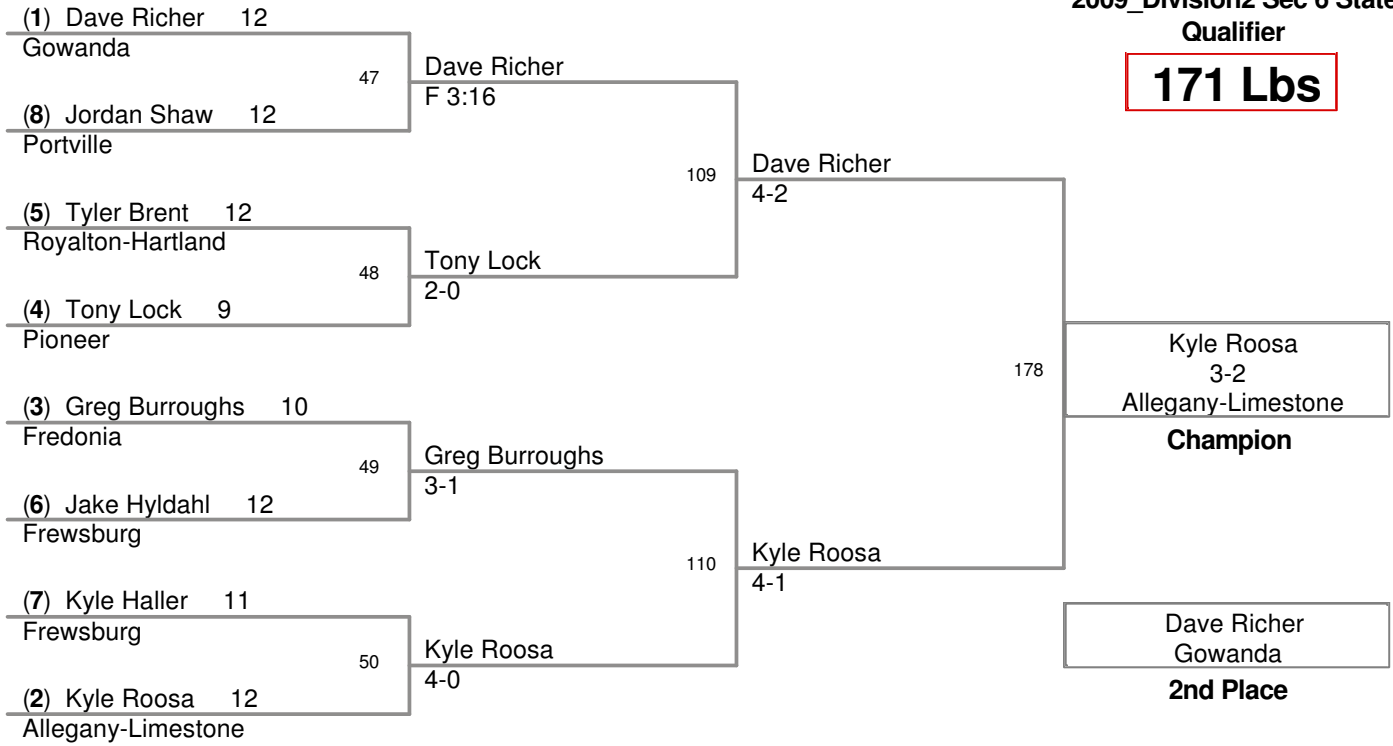 2009_Division2 Sec 6 State
Qualifier
171 Lbs
(1) Dave Richer 12
Gowanda
47
(8) Jordan Shaw 12
Portville
Dave Richer
F 3:16
(5) Tyler Brent 12
Royalton-Hartland
48
(4) Tony Lock 9
Pioneer
Tony Lock
2-0
109
Dave Richer
4-2
(3) Greg Burroughs 10
Fredonia
49
(6) Jake Hyldahl 12
Frewsburg
Greg Burroughs
3-1
(7) Kyle Haller 11
Frewsburg
50
(2) Kyle Roosa 12
Allegany-Limestone
Kyle Roosa
4-0
110
Kyle Roosa
4-1
178
Kyle Roosa
3-2
Allegany-Limestone
Champion
Dave Richer
Gowanda
2nd Place